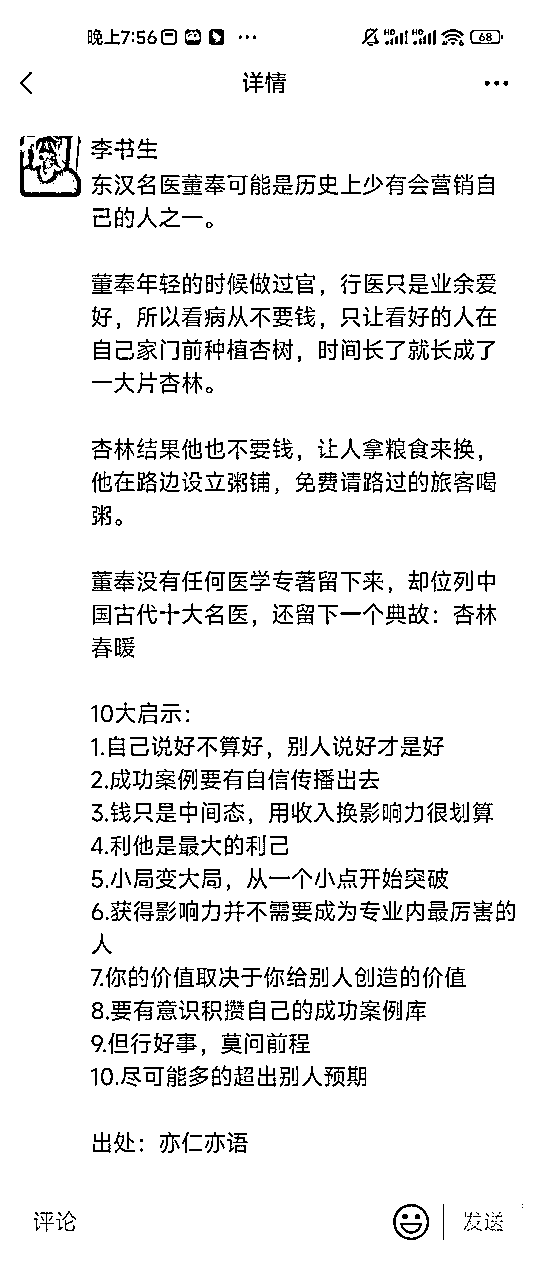 晚上7:56
68
详情
李书生
东汉名医董奉可能是历史上少有会营销自
己的人之一。
董奉年轻的时候做过官，行医只是业余爱
好，所以看病从不要钱，只让看好的人在
自己家门前种植杏树，时间长了就长成了
一大片杏林。
杏林结果他也不要钱，让人拿粮食来换，
他在路边设立粥铺，免费请路过的旅客喝
粥。
董奉没有任何医学专著留下来，却位列中
国古代十大名医，还留下一个典故：杏林
春暖
10大启示：
1.自己说好不算好，别人说好才是好
2.成功案例要有自信传播出去
3.钱只是中间态，用收入换影响力很划算
4.利他是最大的利己
5.小局变大局，从一个小点开始突破
6.获得影响力并不需要成为专业内最厉害的
人
7.你的价值取决于你给别人创造的价值
8.要有意识积攒自己的成功案例库
9.但行好事，莫问前程
10.尽可能多的超出别人预期
出处：亦仁亦语
评论
发送